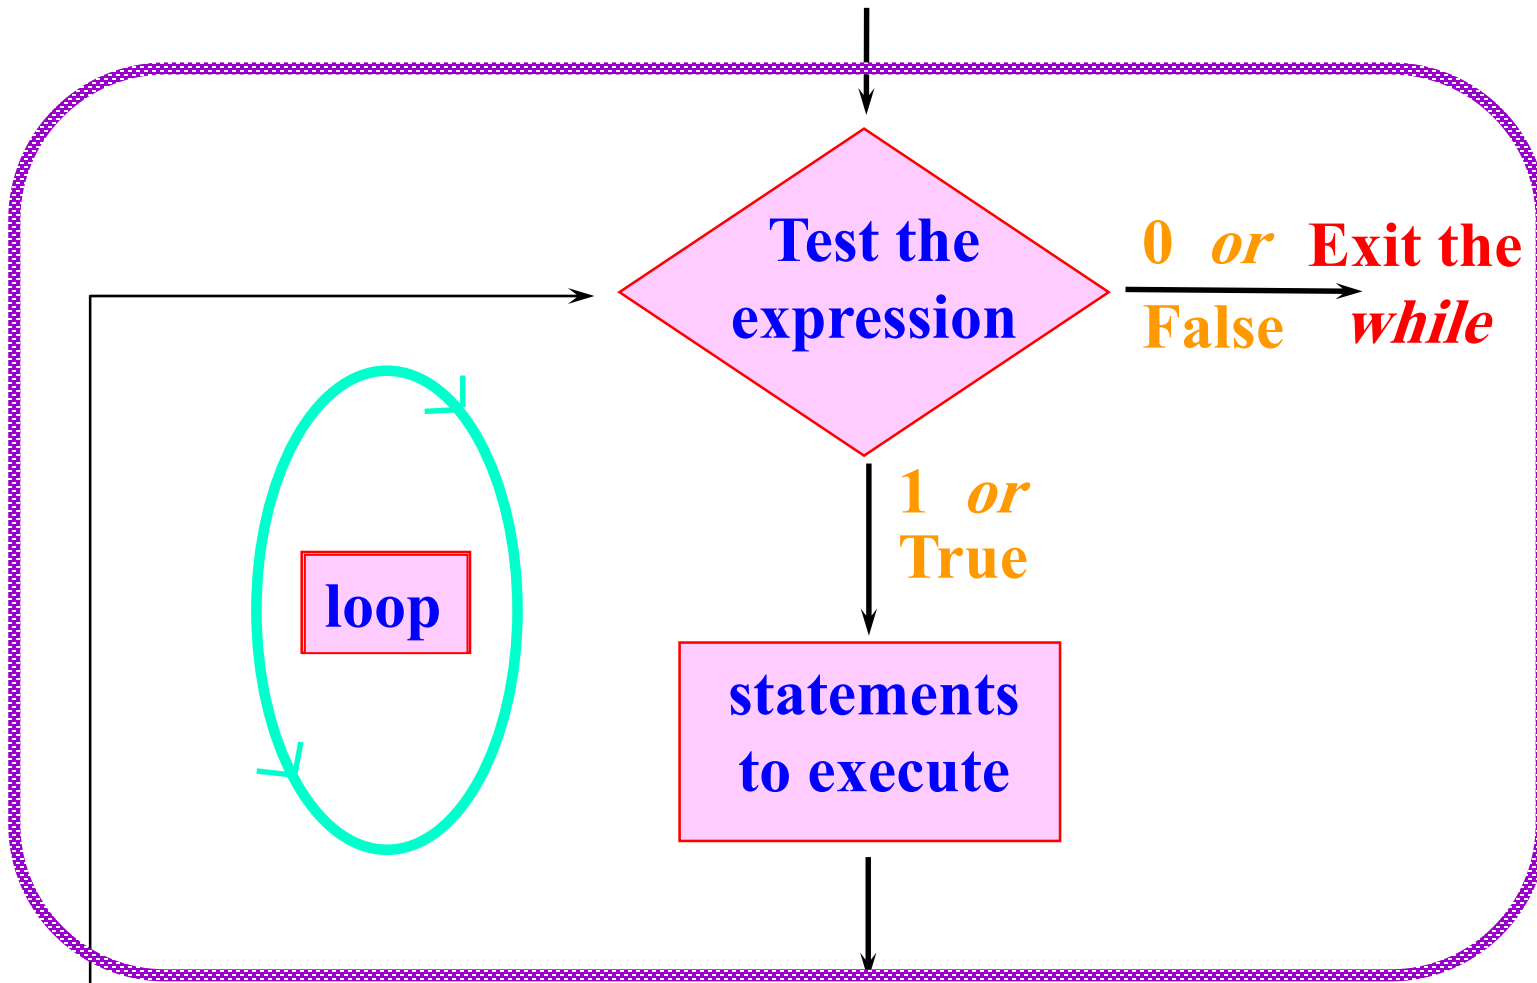 Test the
expression
0 or
False
Exit the
while
1 or
True
loop
statements
to execute